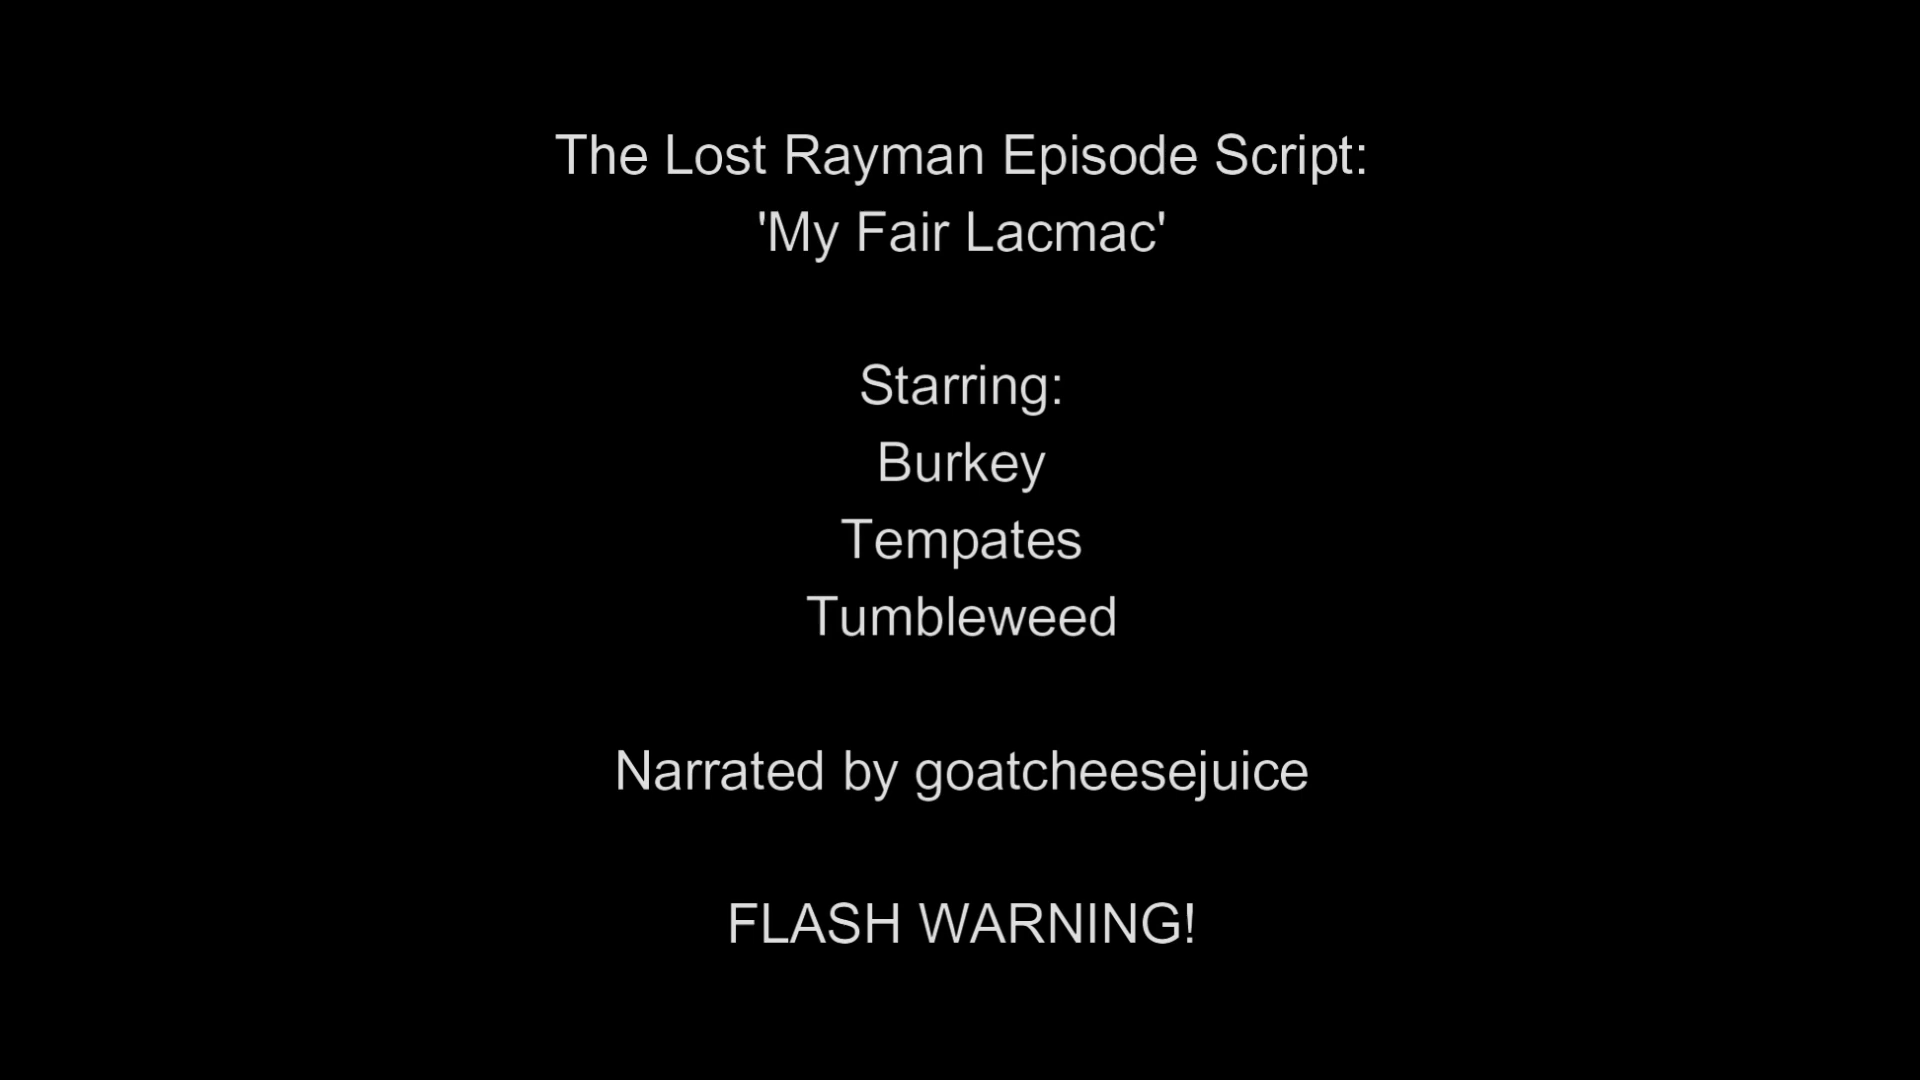 The Lost Rayman Episode Script:
'My Fair Lacmac'
Starring:
Burkey
Tempates
Tumbleweed
Narrated by goatcheesejuice
FLASH WARNING!